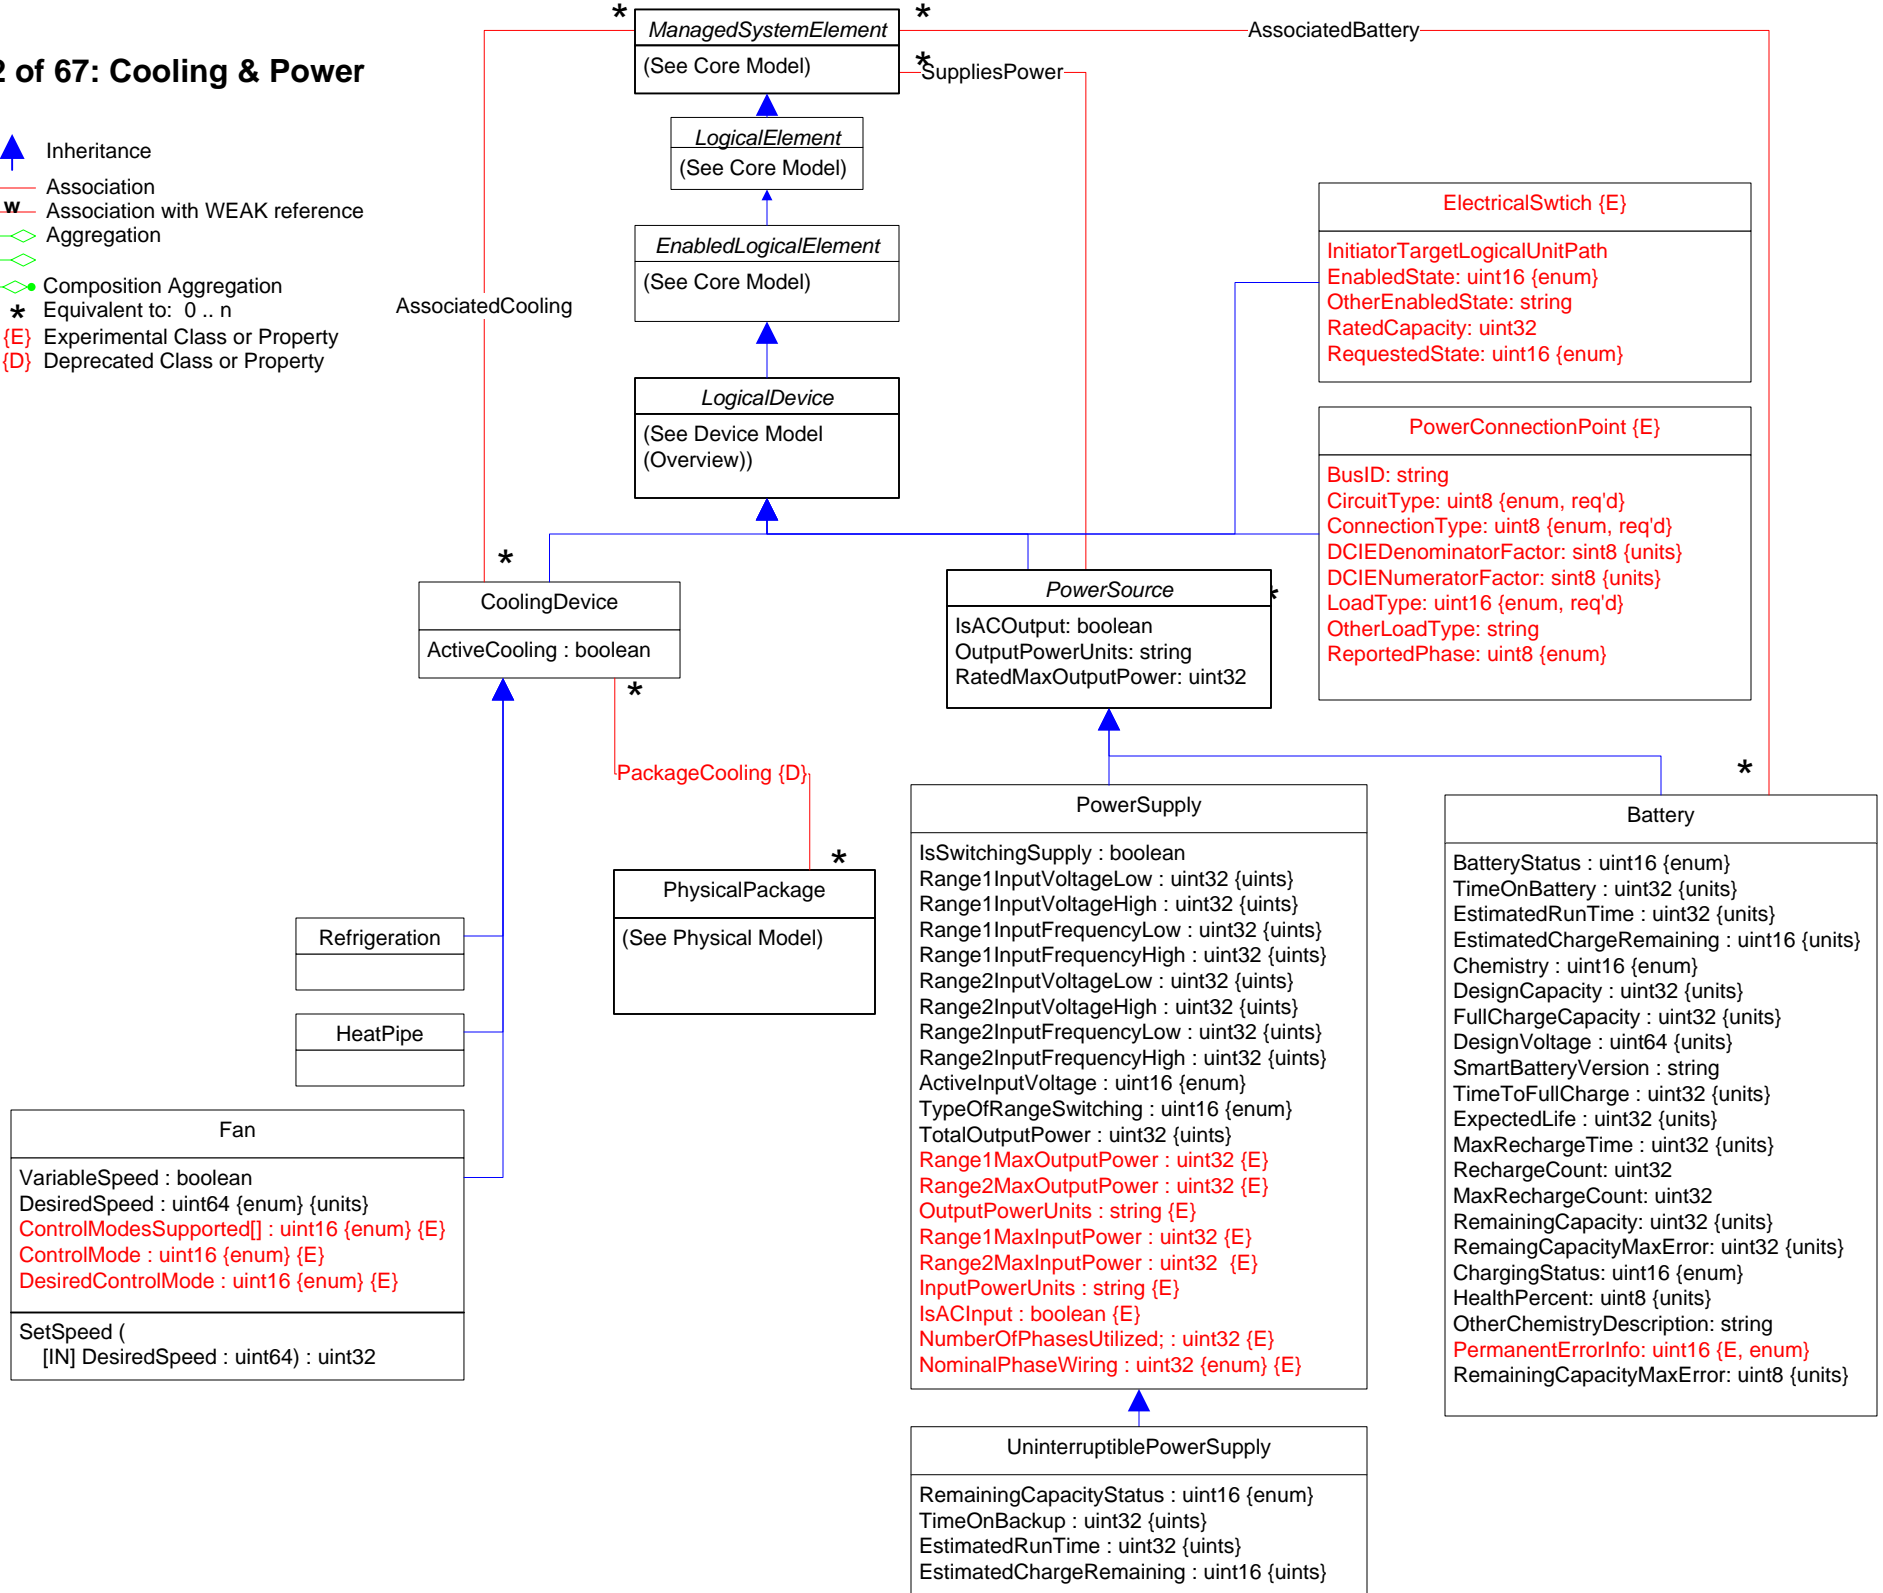 2 of 67: Cooling & Power
Inheritance
Association
w
Association with WEAK reference
Aggregation
Composition Aggregation
* Equivalent to: 0 .. n
{E} Experimental Class or Property
{D} Deprecated Class or Property
*
ManagedSystemElement
(See Core Model)
*
AssociatedBattery
*
SuppliesPower
LogicalElement
(See Core Model)
EnabledLogicalElement
(See Core Model)
AssociatedCooling
LogicalDevice
(See Device Model
(Overview))
ElectricalSwtich {E}
InitiatorTargetLogicalUnitPath
EnabledState: uint16 {enum}
OtherEnabledState: string
RatedCapacity: uint32
RequestedState: uint16 {enum}
PowerConnectionPoint {E}
BusID: string
CircuitType: uint8 {enum, req'd}
ConnectionType: uint8 {enum, req'd}
DCIEDenominatorFactor: sint8 {units}
DCIENumeratorFactor: sint8 {units}
LoadType: uint16 {enum, req'd}
OtherLoadType: string
ReportedPhase: uint8 {enum}
*
CoolingDevice
ActiveCooling : boolean
*
PowerSource
*
IsACOutput: boolean
OutputPowerUnits: string
RatedMaxOutputPower: uint32
PackageCooling {D}
*
PhysicalPackage
(See Physical Model)
Refrigeration
HeatPipe
Fan
VariableSpeed : boolean
DesiredSpeed : uint64 {enum} {units}
ControlModesSupported[] : uint16 {enum} {E}
ControlMode : uint16 {enum} {E}
DesiredControlMode : uint16 {enum} {E}
SetSpeed (
[IN] DesiredSpeed : uint64) : uint32
PowerSupply
IsSwitchingSupply : boolean
Range1InputVoltageLow : uint32 {uints}
Range1InputVoltageHigh : uint32 {uints}
Range1InputFrequencyLow : uint32 {uints}
Range1InputFrequencyHigh : uint32 {uints}
Range2InputVoltageLow : uint32 {uints}
Range2InputVoltageHigh : uint32 {uints}
Range2InputFrequencyLow : uint32 {uints}
Range2InputFrequencyHigh : uint32 {uints}
ActiveInputVoltage : uint16 {enum}
TypeOfRangeSwitching : uint16 {enum}
TotalOutputPower : uint32 {uints}
Range1MaxOutputPower : uint32 {E}
Range2MaxOutputPower : uint32 {E}
OutputPowerUnits : string {E}
Range1MaxInputPower : uint32 {E}
Range2MaxInputPower : uint32 {E}
InputPowerUnits : string {E}
IsACInput : boolean {E}
NumberOfPhasesUtilized; : uint32 {E}
NominalPhaseWiring : uint32 {enum} {E}
UninterruptiblePowerSupply
RemainingCapacityStatus : uint16 {enum}
TimeOnBackup : uint32 {uints}
EstimatedRunTime : uint32 {uints}
EstimatedChargeRemaining : uint16 {uints}
*
Battery
BatteryStatus : uint16 {enum}
TimeOnBattery : uint32 {units}
EstimatedRunTime : uint32 {units}
EstimatedChargeRemaining : uint16 {units}
Chemistry : uint16 {enum}
DesignCapacity : uint32 {units}
FullChargeCapacity : uint32 {units}
DesignVoltage : uint64 {units}
SmartBatteryVersion : string
TimeToFullCharge : uint32 {units}
ExpectedLife : uint32 {units}
MaxRechargeTime : uint32 {units}
RechargeCount: uint32
MaxRechargeCount: uint32
RemainingCapacity: uint32 {units}
RemaingCapacityMaxError: uint32 {units}
ChargingStatus: uint16 {enum}
HealthPercent: uint8 {units}
OtherChemistryDescription: string
PermanentErrorInfo: uint16 {E, enum}
RemainingCapacityMaxError: uint8 {units}